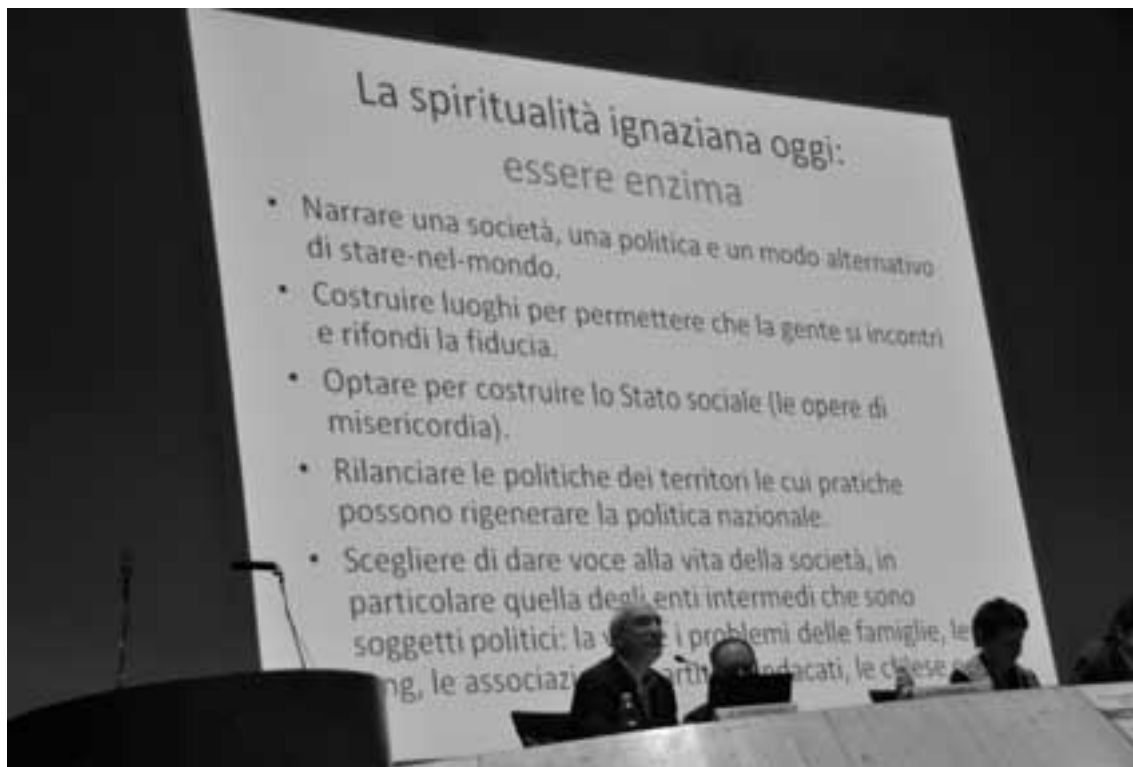 La spiritualità ignaziana oggi:
essere enzima
• Narrare una società, una politica e un modo alternativo
di stare-nel-mondo.
• Costruire luoghi per permettere che la gente si incontri
e rifondi la fiducia.
• Optare per costruire lo Stato sociale (le opere di
misericordia).
• Rilanciare le politiche dei territori le cui pratiche
possono rigenerare la politica nazionale.
• Scegliere di dare voce alla vita della società, in
particolare quella degli enti intermedi che sono
soggetti politici: la i problemi delle famiglie, le
le chiese